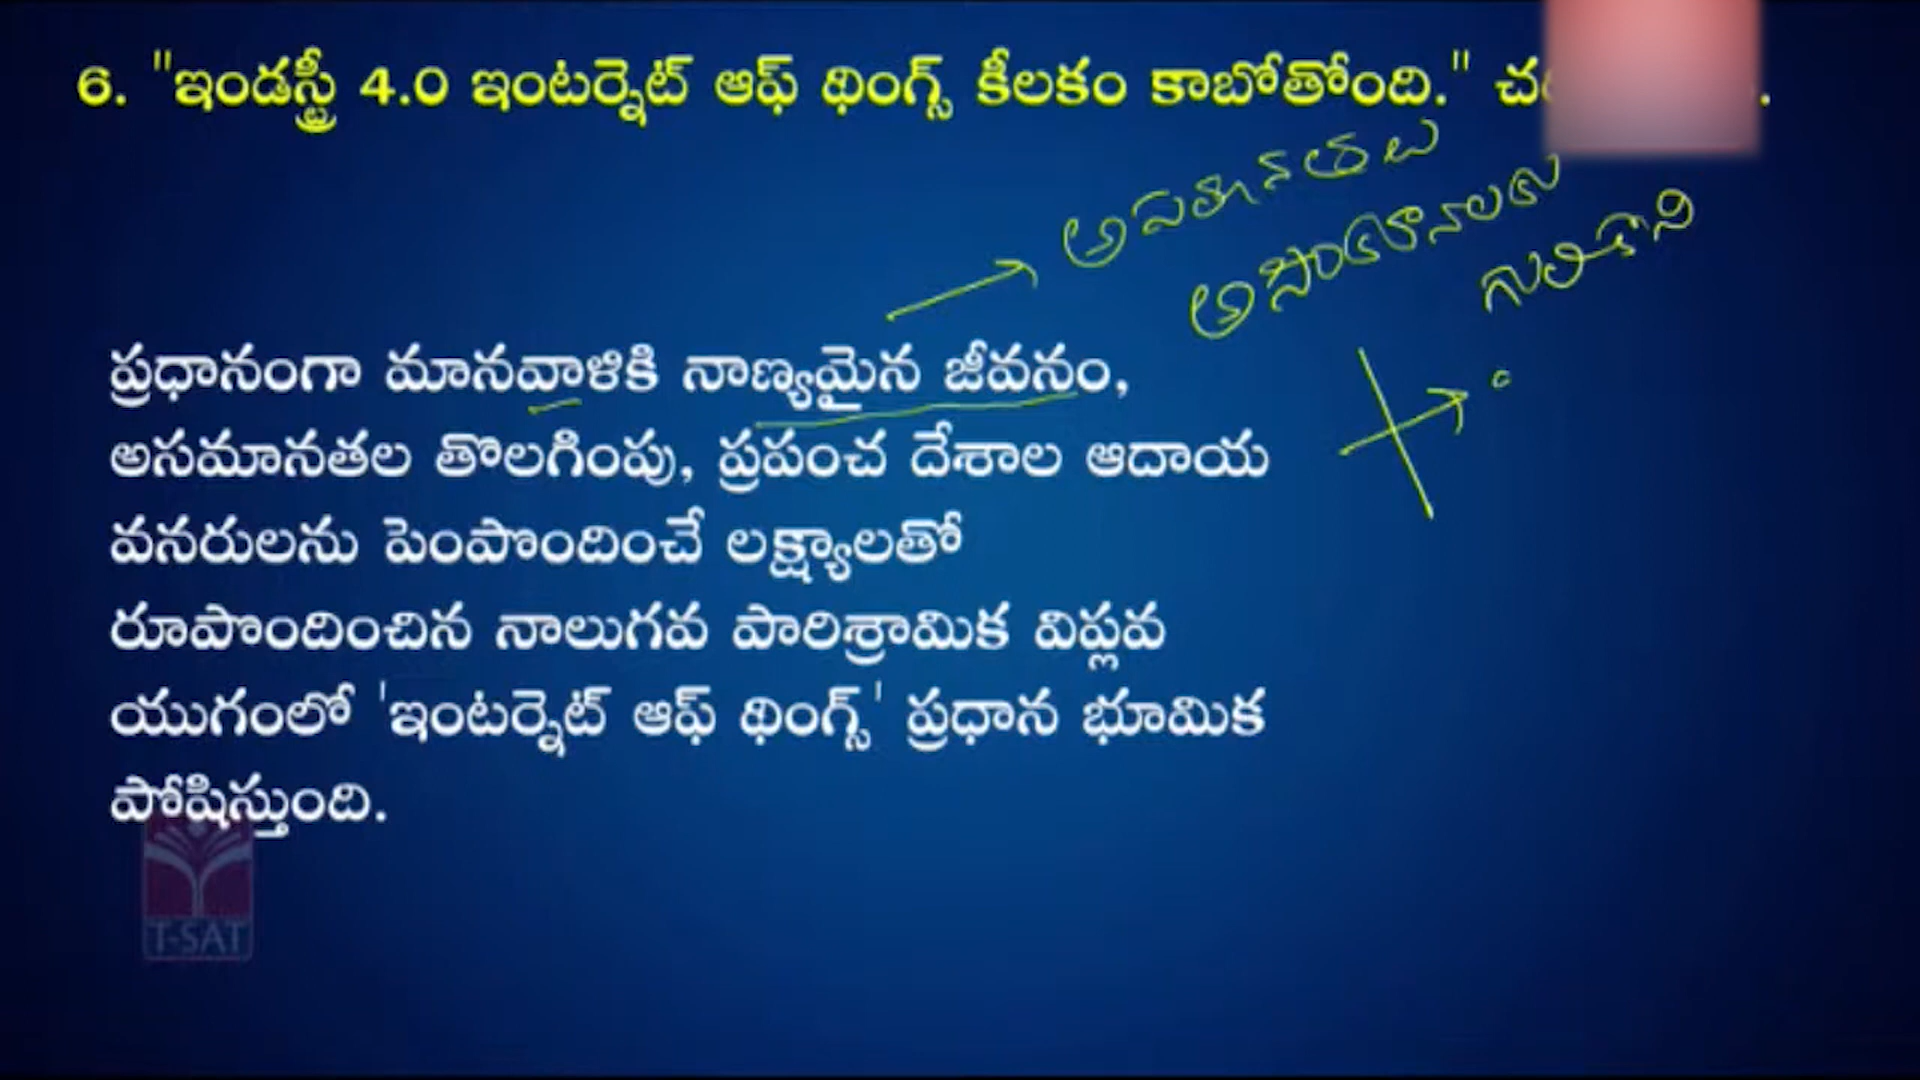 6. "ఇండస్ట్రీ 4.0 ఇంటర్నెట్ ఆఫ్ థింగ్స్ కీలకం కాబోతోంది."
ప్రధానంగా మానవాళికి నాణ్యమైన జీవనం,
అసమానతల తొలగింపు, ప్రపంచ దేశాల ఆదాయ
వనరులను పెంపొందించే లక్ష్యాలతో
రూపొందించిన నాలుగవ పారిశ్రామిక విప్లవ
యుగంలో 'ఇంటర్నెట్ ఆఫ్ థింగ్స్' ప్రధాన భూమిక
పోషిస్తుంది.
T-SAT